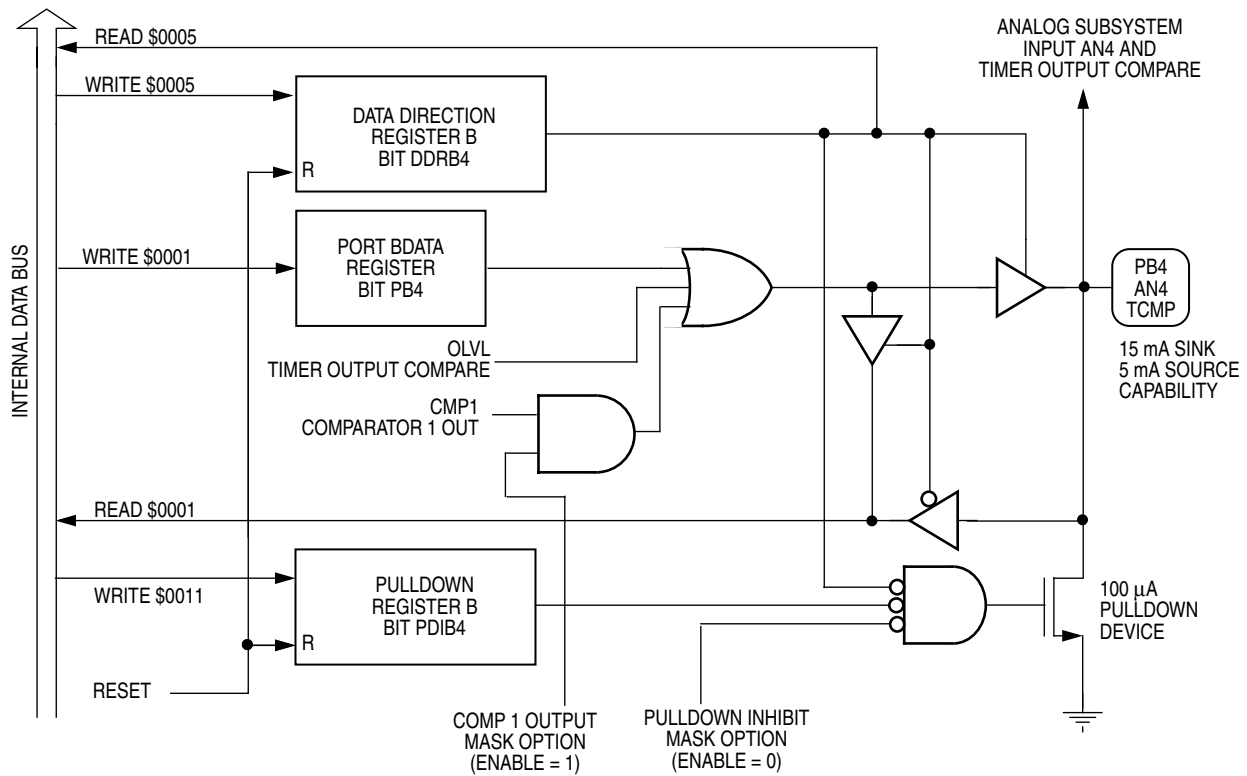 READ $0005
WRITE $0005
DATA DIRECTION
REGISTER B
BIT DDRB4
R
ANALOG SUBSYSTEM
INPUT AN4 AND
TIMER OUTPUT COMPARE
INTERNAL DATA BUS
WRITE $0001
PORT BDATA
REGISTER
BIT PB4
PB4
AN4
TCMP
15 mA SINK
5 mA SOURCE
CAPABILITY
OLVL
TIMER OUTPUT COMPARE
CMP1
COMPARATOR 1 OUT
READ $0001
WRITE $0011
PULLDOWN
REGISTER B
BIT PDIB4
R
100 μA
PULLDOWN
DEVICE
RESET
COMP 1 OUTPUT
MASK OPTION
(ENABLE = 1)
PULLDOWN INHIBIT
MASK OPTION
(ENABLE = 0)